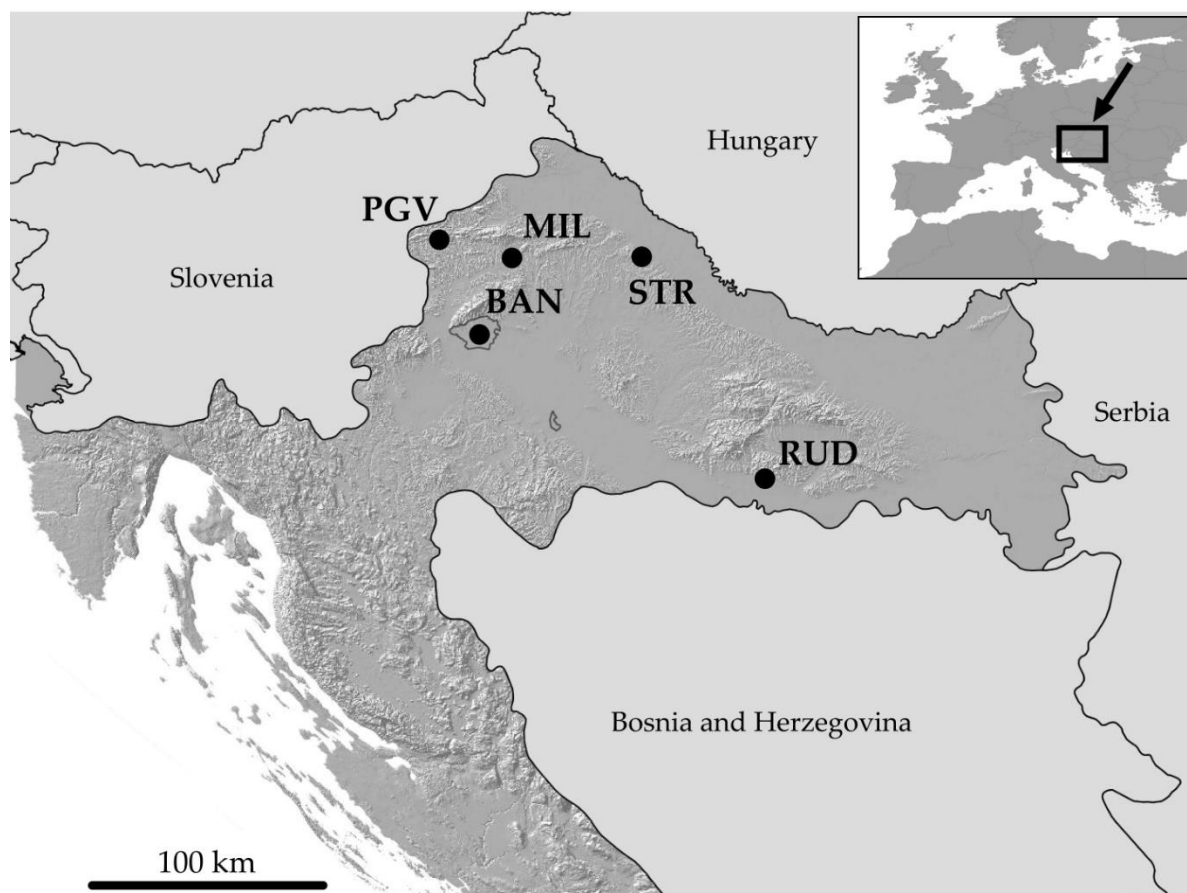 Hungary
PGV
MIL
Slovenia
BAN
STR
Serbia
RUD
Bosnia and Herzegovina
100 km